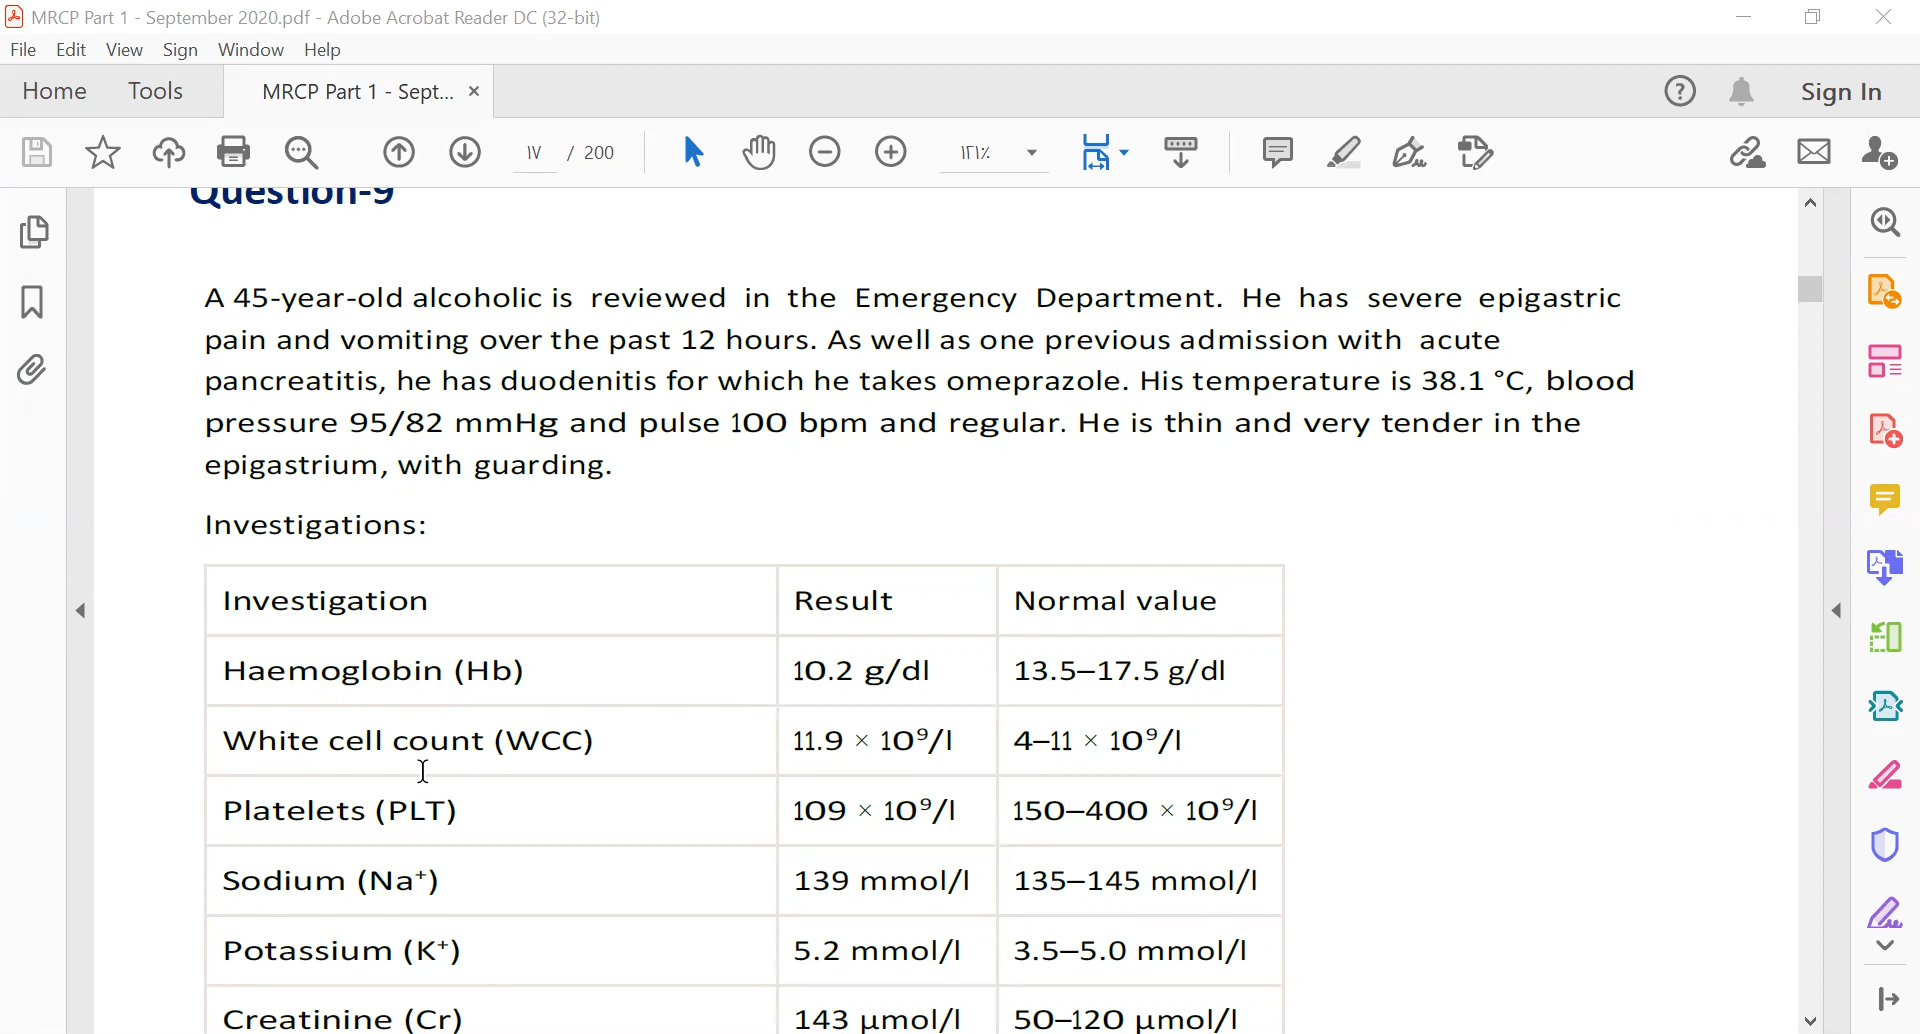 MRCP Part 1 - September 2020.pdf - Adobe Acrobat Reader DC (32-bit)
File Edit View Sign Window Help
Home Tools MRCP Part 1 - Sept... × Sign In
١٧ / 200 ١٢١٪
Question-9
A 45-year-old alcoholic is reviewed in the Emergency Department. He has severe epigastric
pain and vomiting over the past 12 hours. As well as one previous admission with acute
pancreatitis, he has duodenitis for which he takes omeprazole. His temperature is 38.1 °C, blood
pressure 95/82 mmHg and pulse 100 bpm and regular. He is thin and very tender in the
epigastrium, with guarding.
Investigations:
Investigation Result Normal value
Haemoglobin (Hb) 10.2 g/dl 13.5–17.5 g/dl
White cell count (WCC) 11.9 × 10⁹/l 4–11 × 10⁹/l
Platelets (PLT) 109 × 10⁹/l 150–400 × 10⁹/l
Sodium (Na⁺) 139 mmol/l 135–145 mmol/l
Potassium (K⁺) 5.2 mmol/l 3.5–5.0 mmol/l
Creatinine (Cr) 143 µmol/l 50–120 µmol/l